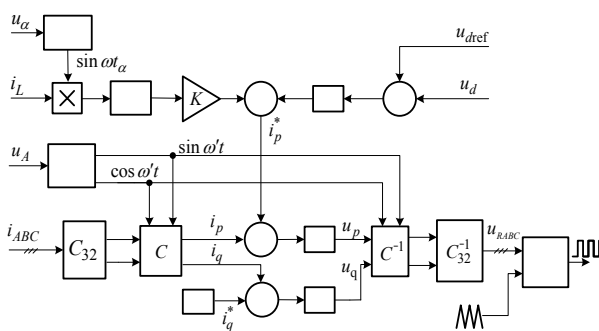 u_α
u_dref
sin ωt_α
i_L
×
K
u_d
i_p^*
u_A
sin ω't
cos ω't
i_ABC
C_32
C
i_p
i_q
u_p
u_q
C^-1
C_32^-1
u_RABC
i_q^*